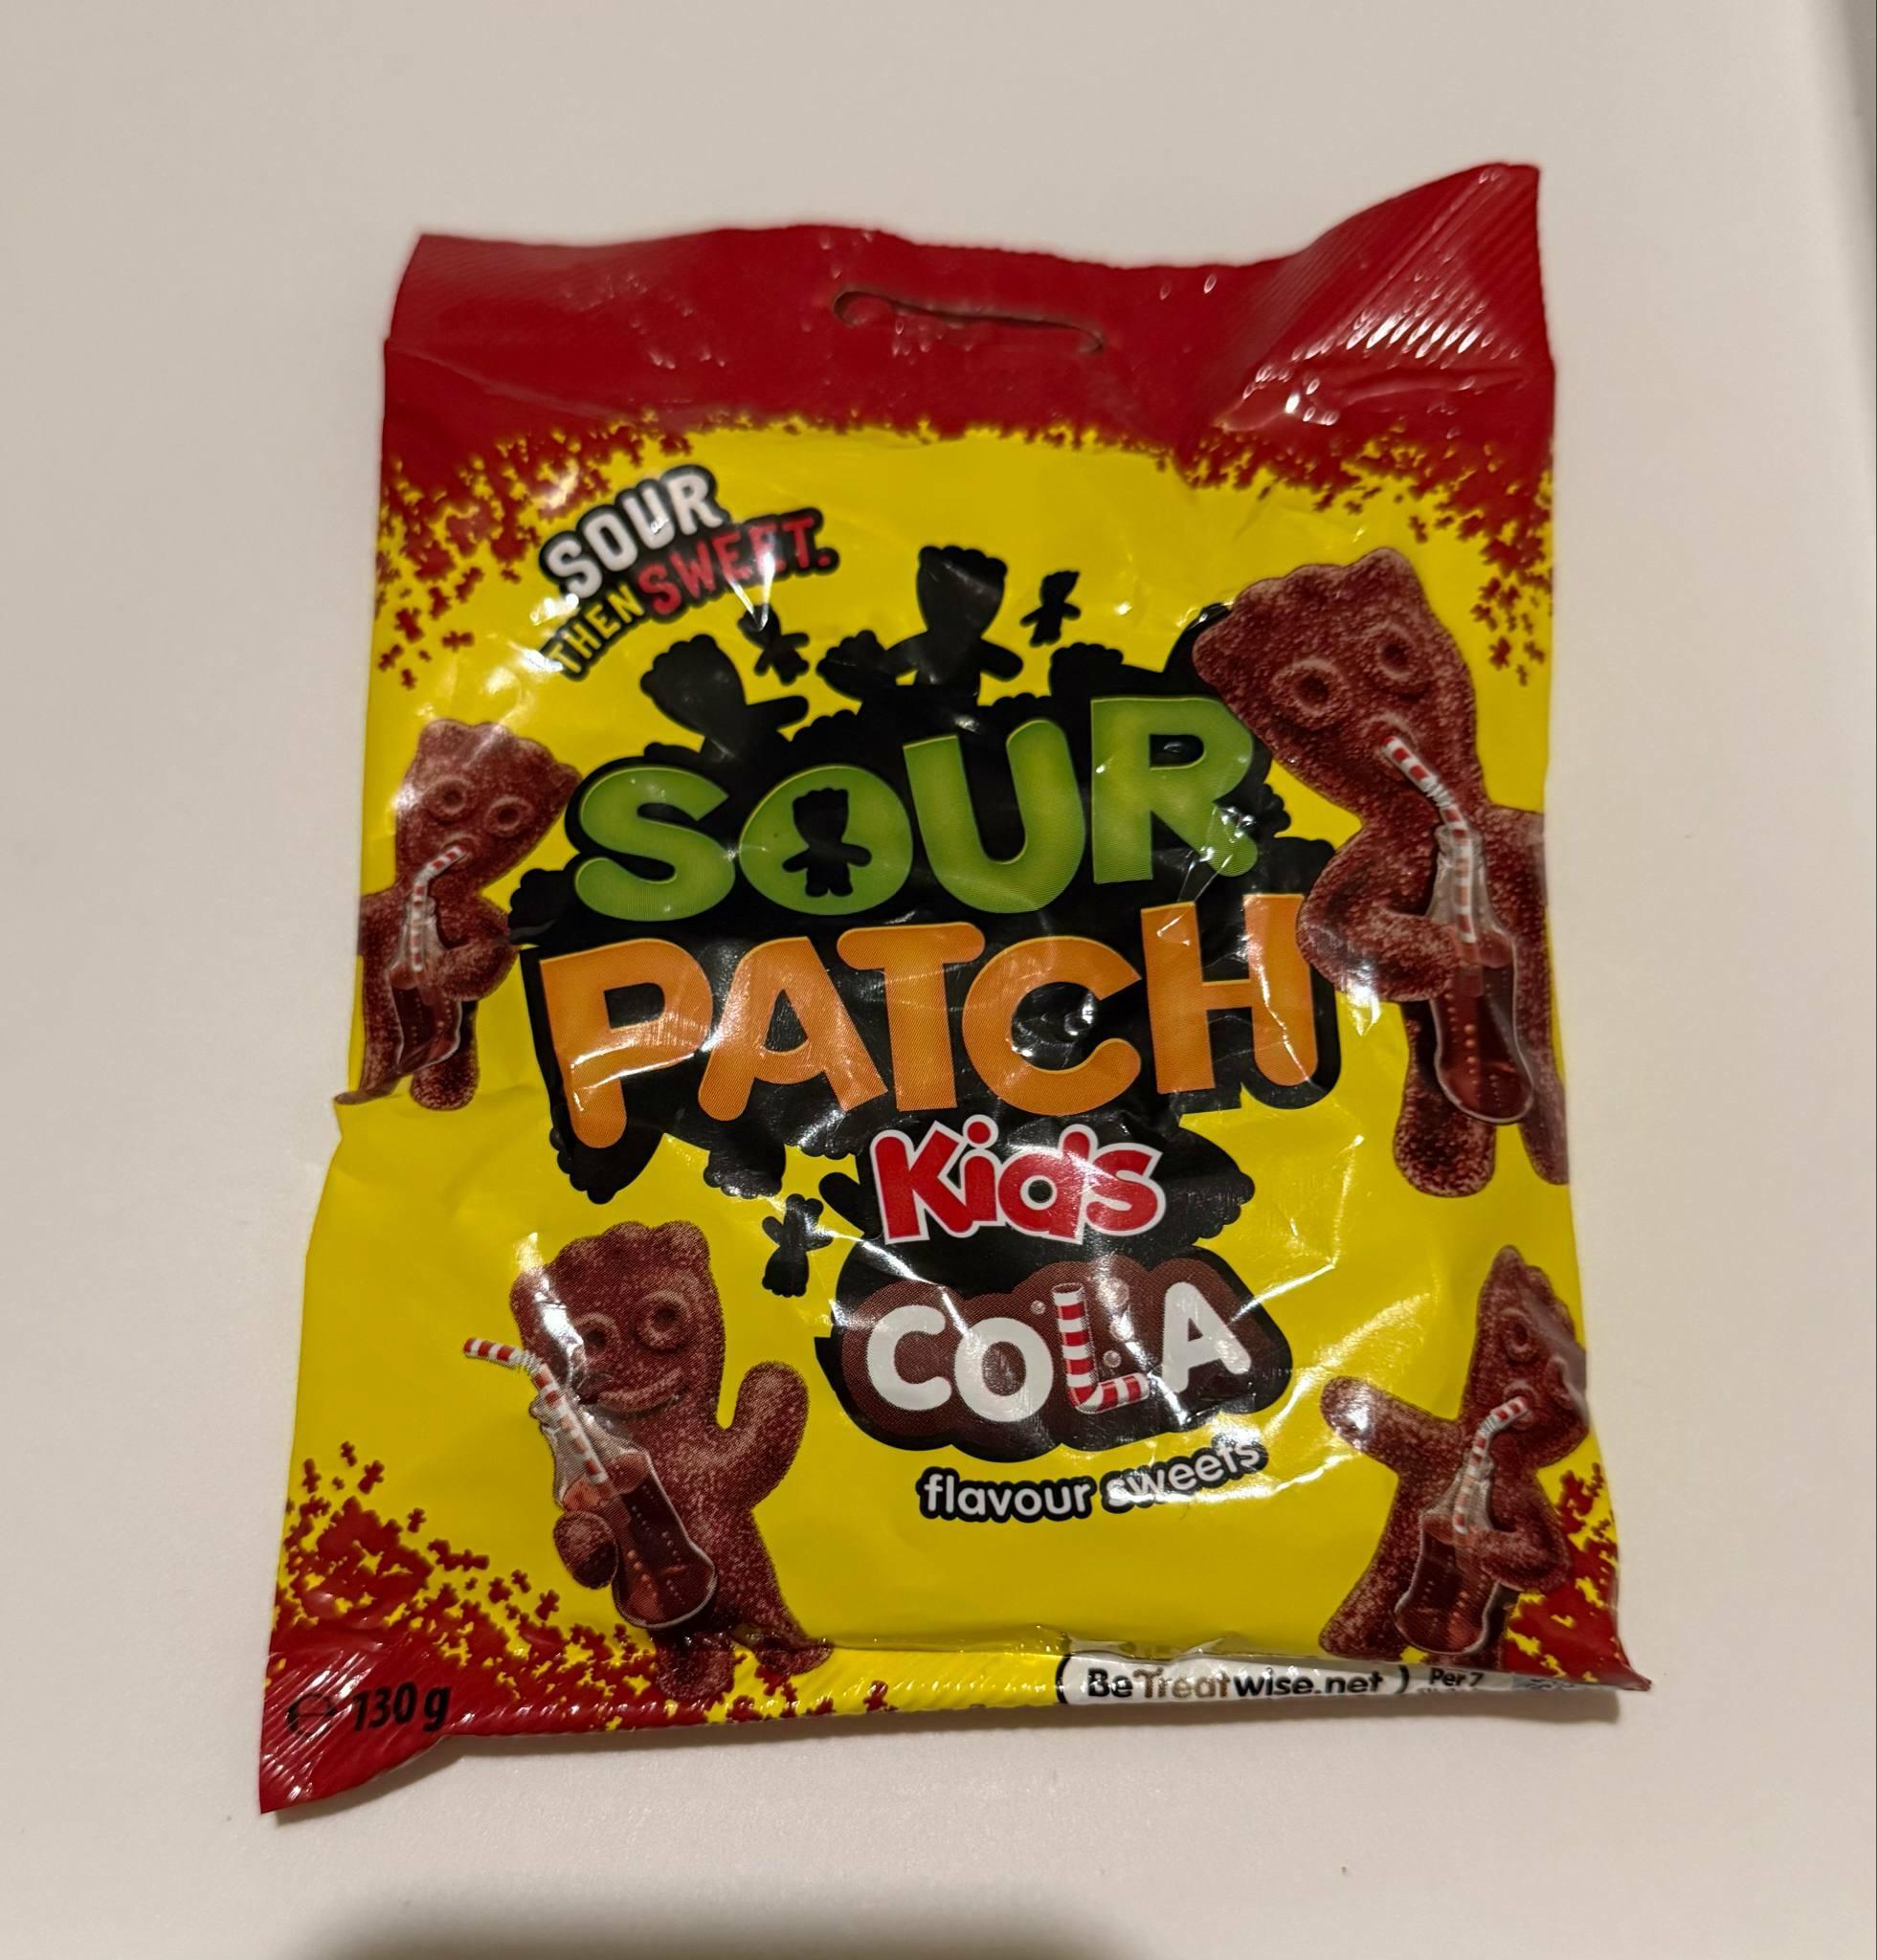 SOUR
THEN SWEET.
SOUR
PATCH
Kids
COLA
flavour sweets
130 g
BeTreatwise.net
Per 7